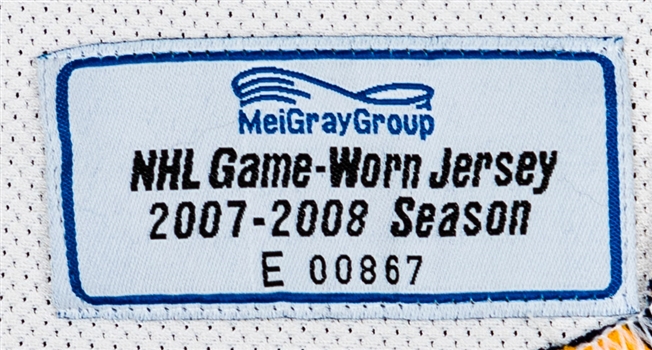 MeiGrayGroup
NHL Game-Worn Jersey
2007-2008 Season
E 00867